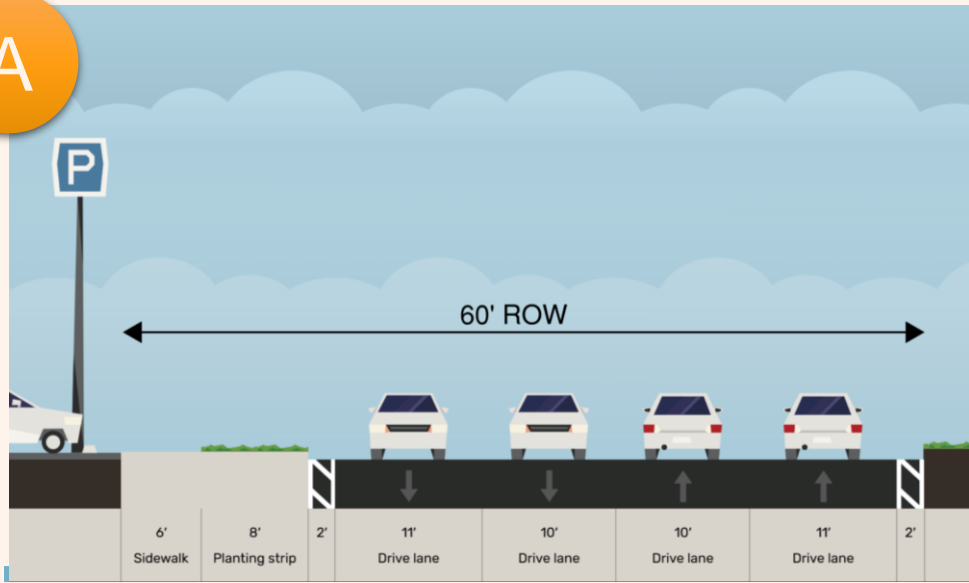 A
P
60' ROW
6' 8' 2' 11' 10' 10' 11' 2'
Sidewalk Planting strip Drive lane Drive lane Drive lane Drive lane